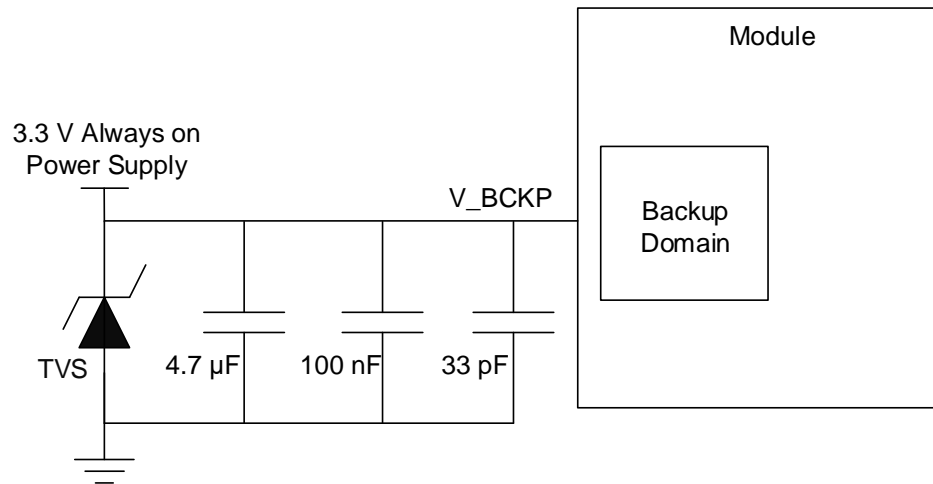 Module
3.3 V Always on
Power Supply
V_BCKP
Backup
Domain
TVS
4.7 µF
100 nF
33 pF